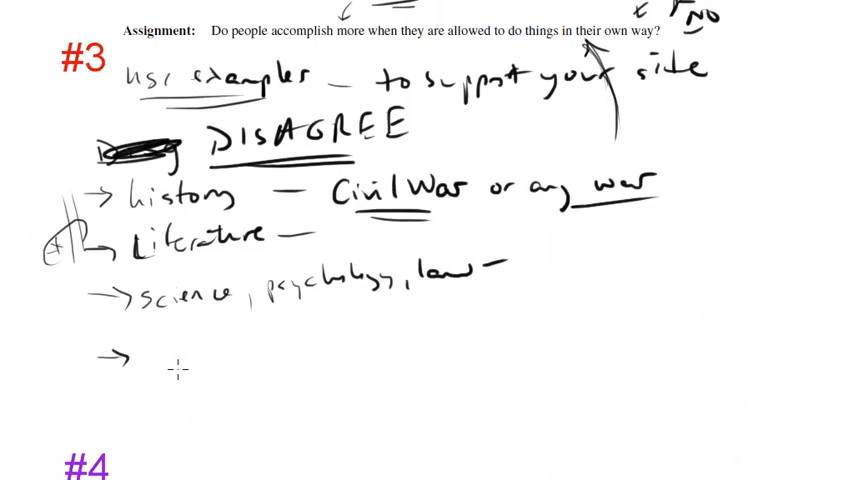 NO
Assignment: Do people accomplish more when they are allowed to do things in their own way?
#3
use examples – to support your side
DISAGREE
→ history – Civil War or any war
Literature –
→ science, psychology, law –
→
#4